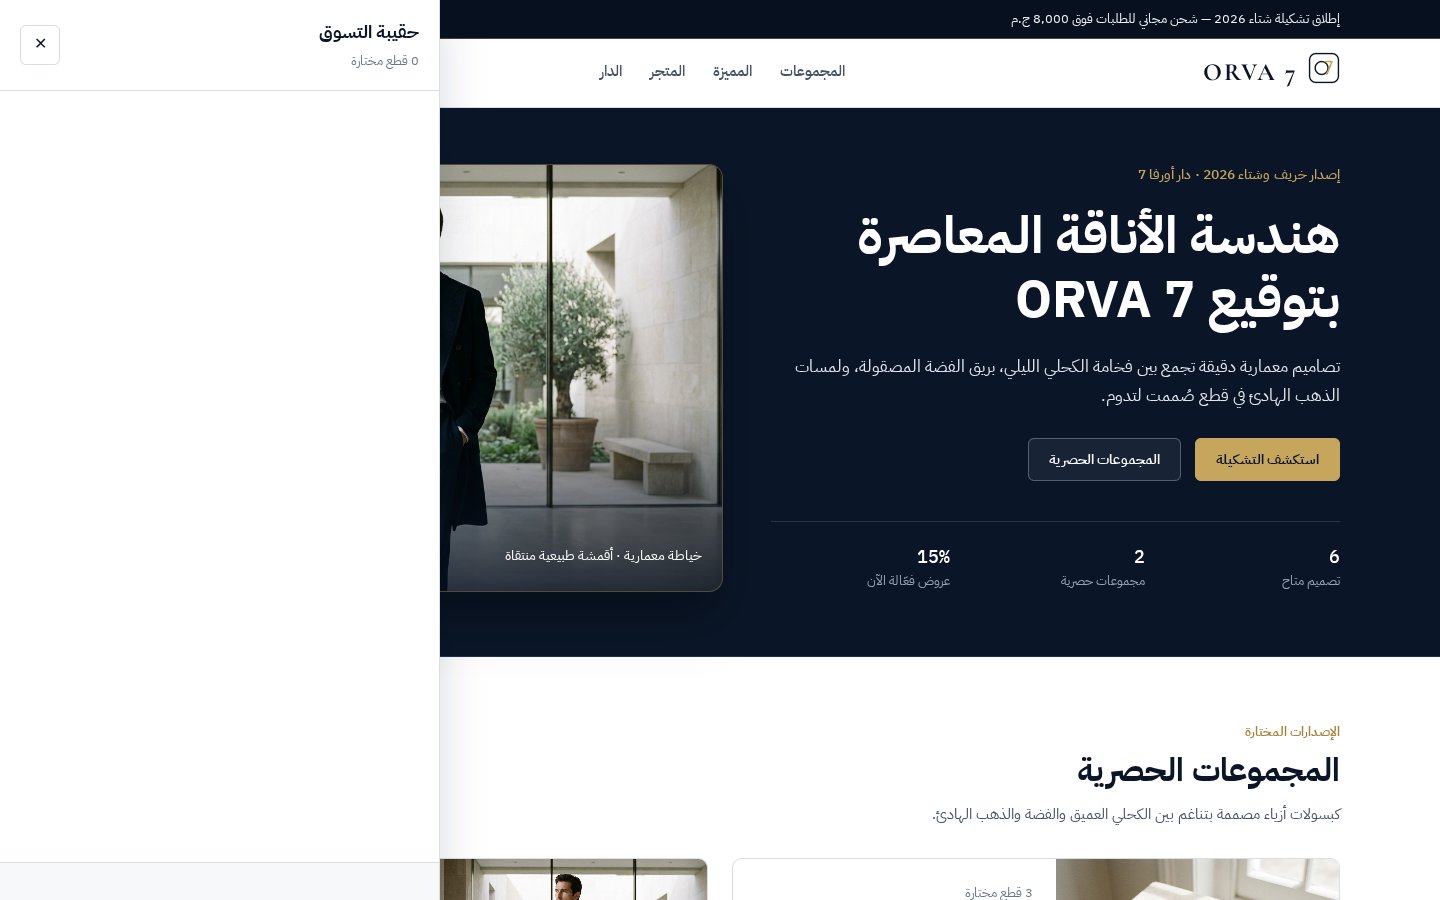 إطلاق تشكيلة شتاء 2026 — شحن مجاني للطلبات فوق 8,000 ج.م
ORVA 7
المجموعات
المميزة
المتجر
الدار
حقيبة التسوق
0 قطع مختارة
✕
إصدار خريف وشتاء 2026 · دار أورفا 7
هندسة الأناقة المعاصرة
بتوقيع ORVA 7
تصاميم معمارية دقيقة تجمع بين فخامة الكحلي الليلي، بريق الفضة المصقولة، ولمسات
الذهب الهادئ في قطع صُممت لتدوم.
استكشف التشكيلة
المجموعات الحصرية
6
تصميم متاح
2
مجموعات حصرية
15%
عروض فعّالة الآن
خياطة معمارية · أقمشة طبيعية منتقاة
الإصدارات المختارة
المجموعات الحصرية
كبسولات أزياء مصممة بتناغم بين الكحلي العميق والفضة والذهب الهادئ.
3 قطع مختارة